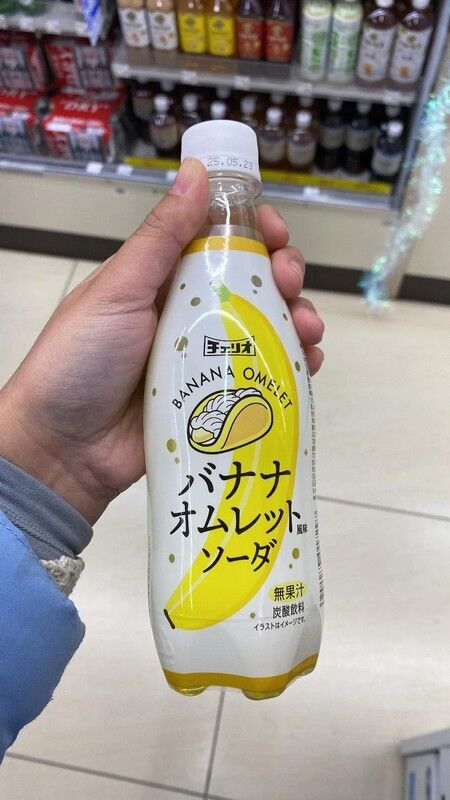 25.05.23
チェリオ
BANANA OMELET
バナナ
オムレット風味
ソーダ
無果汁
炭酸飲料
イラストはイメージです。